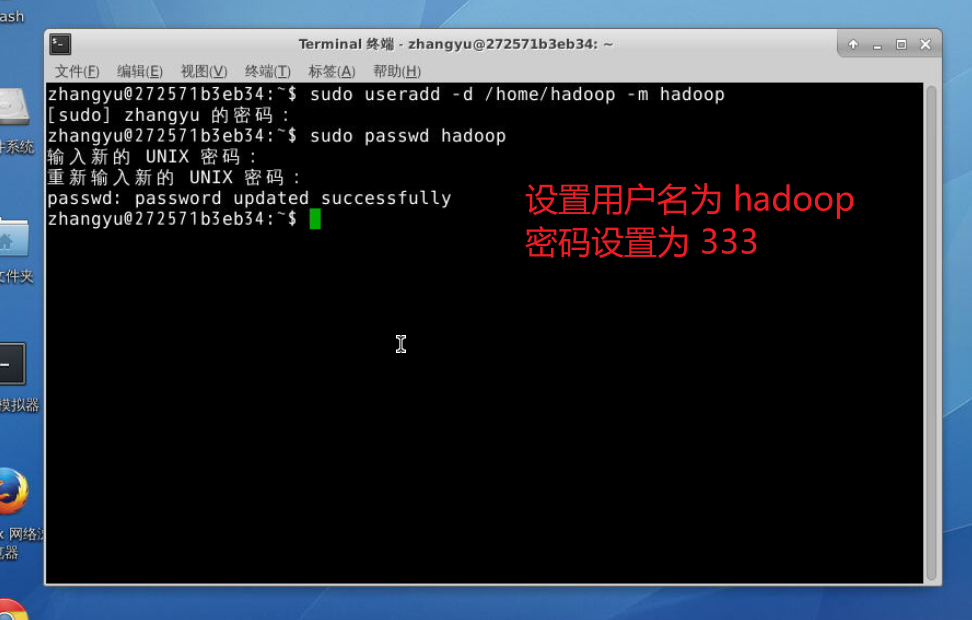 ash
Terminal 终端 - zhangyu@272571b3eb34: ~
文件(F) 编辑(E) 视图(V) 终端(T) 标签(A) 帮助(H)
zhangyu@272571b3eb34:~$ sudo useradd -d /home/hadoop -m hadoop
[sudo] zhangyu 的密码：
zhangyu@272571b3eb34:~$ sudo passwd hadoop
输入新的 UNIX 密码：
重新输入新的 UNIX 密码：
passwd: password updated successfully
zhangyu@272571b3eb34:~$
设置用户名为 hadoop
密码设置为 333
件系统
文件夹
模拟器
x 网络浏
览器